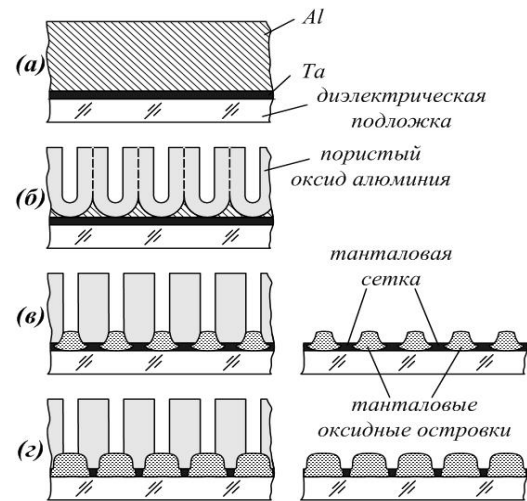 Al
(а)
Ta
диэлектрическая
подложка
(б)
пористый
оксид алюминия
(в)
танталовая
сетка
(г)
танталовые
оксидные островки